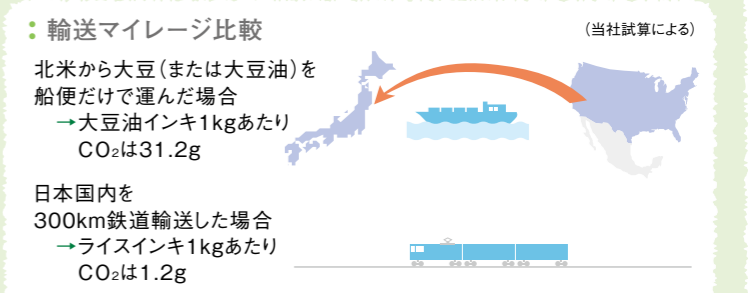 輸送マイレージ比較
(当社試算による)
北米から大豆(または大豆油)を
船便だけで運んだ場合
→大豆油インキ1kgあたり
CO₂は31.2g
日本国内を
300km鉄道輸送した場合
→ライスインキ1kgあたり
CO₂は1.2g